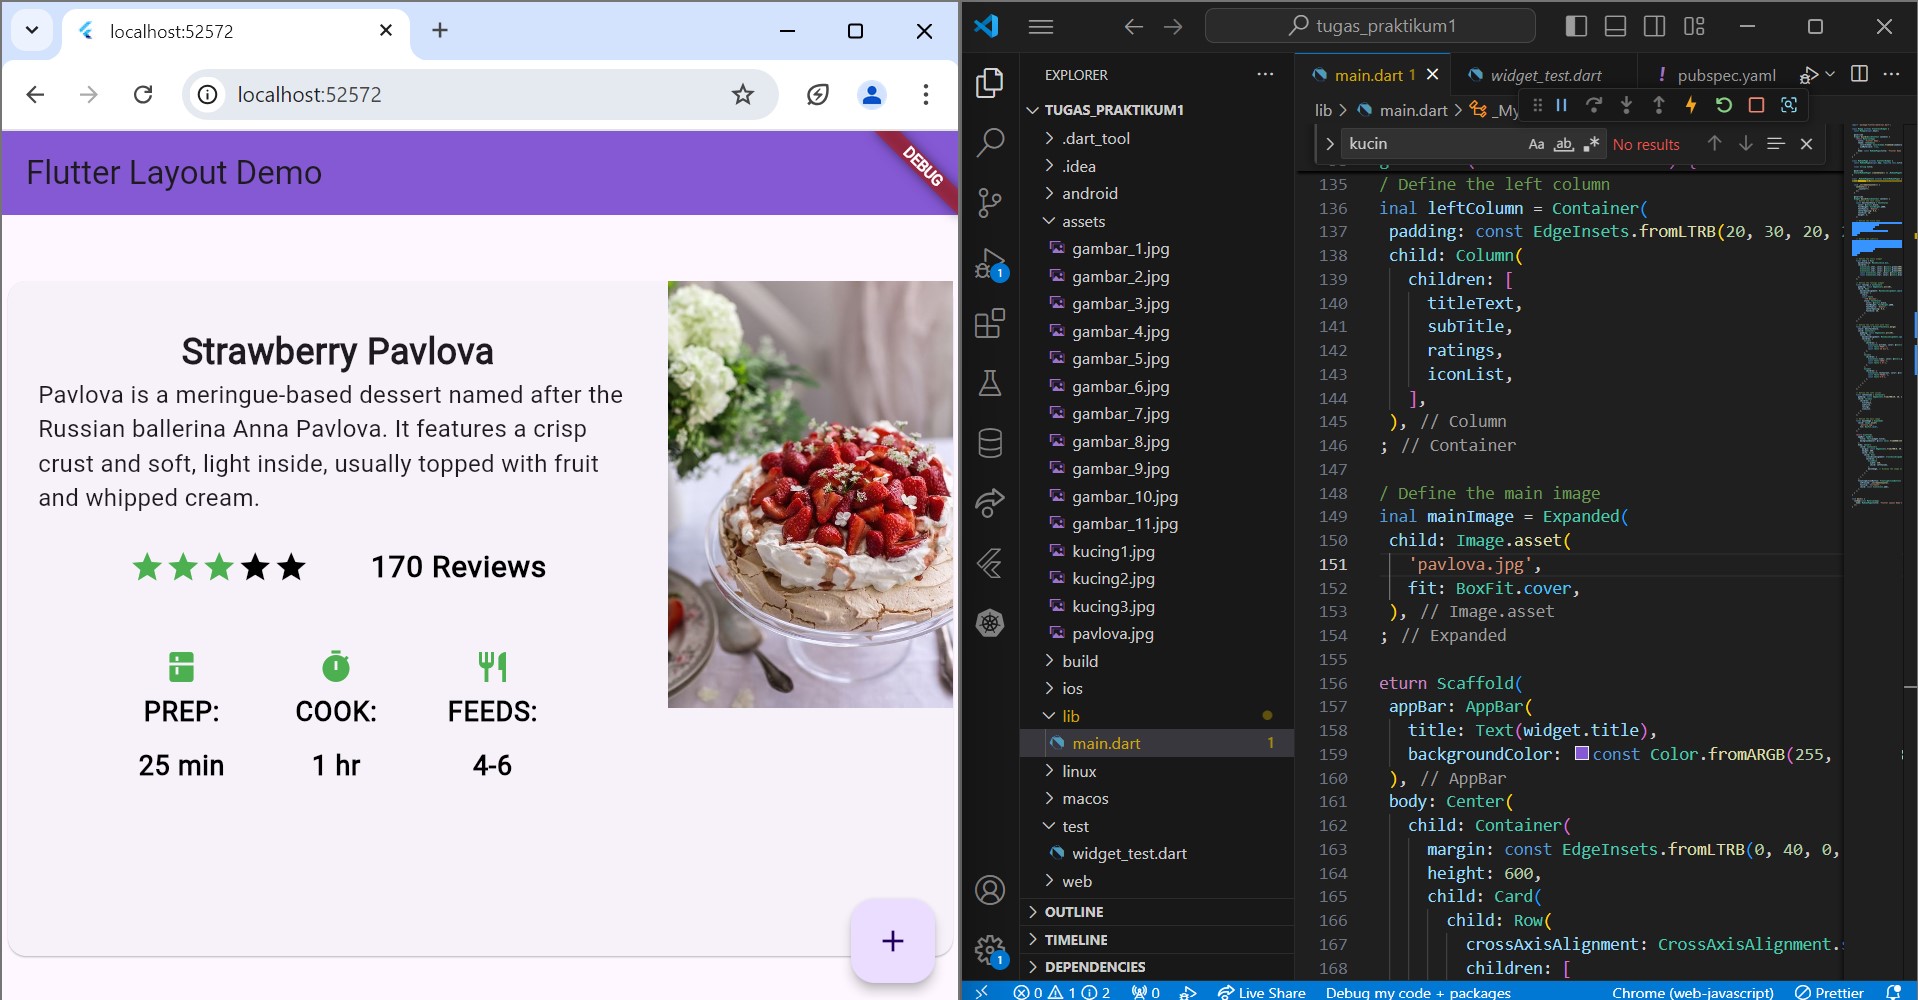 localhost:52572
localhost:52572
Flutter Layout Demo
DEBUG
Strawberry Pavlova
Pavlova is a meringue-based dessert named after the
Russian ballerina Anna Pavlova. It features a crisp
crust and soft, light inside, usually topped with fruit
and whipped cream.
170 Reviews
PREP:
COOK:
FEEDS:
25 min
1 hr
4-6
tugas_praktikum1
EXPLORER
TUGAS_PRAKTIKUM1
.dart_tool
.idea
android
assets
gambar_1.jpg
gambar_2.jpg
gambar_3.jpg
gambar_4.jpg
gambar_5.jpg
gambar_6.jpg
gambar_7.jpg
gambar_8.jpg
gambar_9.jpg
gambar_10.jpg
gambar_11.jpg
kucing1.jpg
kucing2.jpg
kucing3.jpg
pavlova.jpg
build
ios
lib
main.dart 1
linux
macos
test
widget_test.dart
web
OUTLINE
TIMELINE
DEPENDENCIES
1
1
main.dart 1
widget_test.dart
! pubspec.yaml
lib > main.dart > _My
kucin
Aa ab .*
No results
135 / Define the left column
136 inal leftColumn = Container(
137 padding: const EdgeInsets.fromLTRB(20, 30, 20,
138 child: Column(
139 children: [
140 titleText,
141 subTitle,
142 ratings,
143 iconList,
144 ],
145 ), // Column
146 ; // Container
147
148 / Define the main image
149 inal mainImage = Expanded(
150 child: Image.asset(
151 'pavlova.jpg',
152 fit: BoxFit.cover,
153 ), // Image.asset
154 ; // Expanded
155
156 eturn Scaffold(
157 appBar: AppBar(
158 title: Text(widget.title),
159 backgroundColor: const Color.fromARGB(255,
160 ), // AppBar
161 body: Center(
162 child: Container(
163 margin: const EdgeInsets.fromLTRB(0, 40, 0,
164 height: 600,
165 child: Card(
166 child: Row(
167 crossAxisAlignment: CrossAxisAlignment.
168 children: [
0 1 2 0 Live Share Debug my code + packages Chrome (web-javascript) Prettier